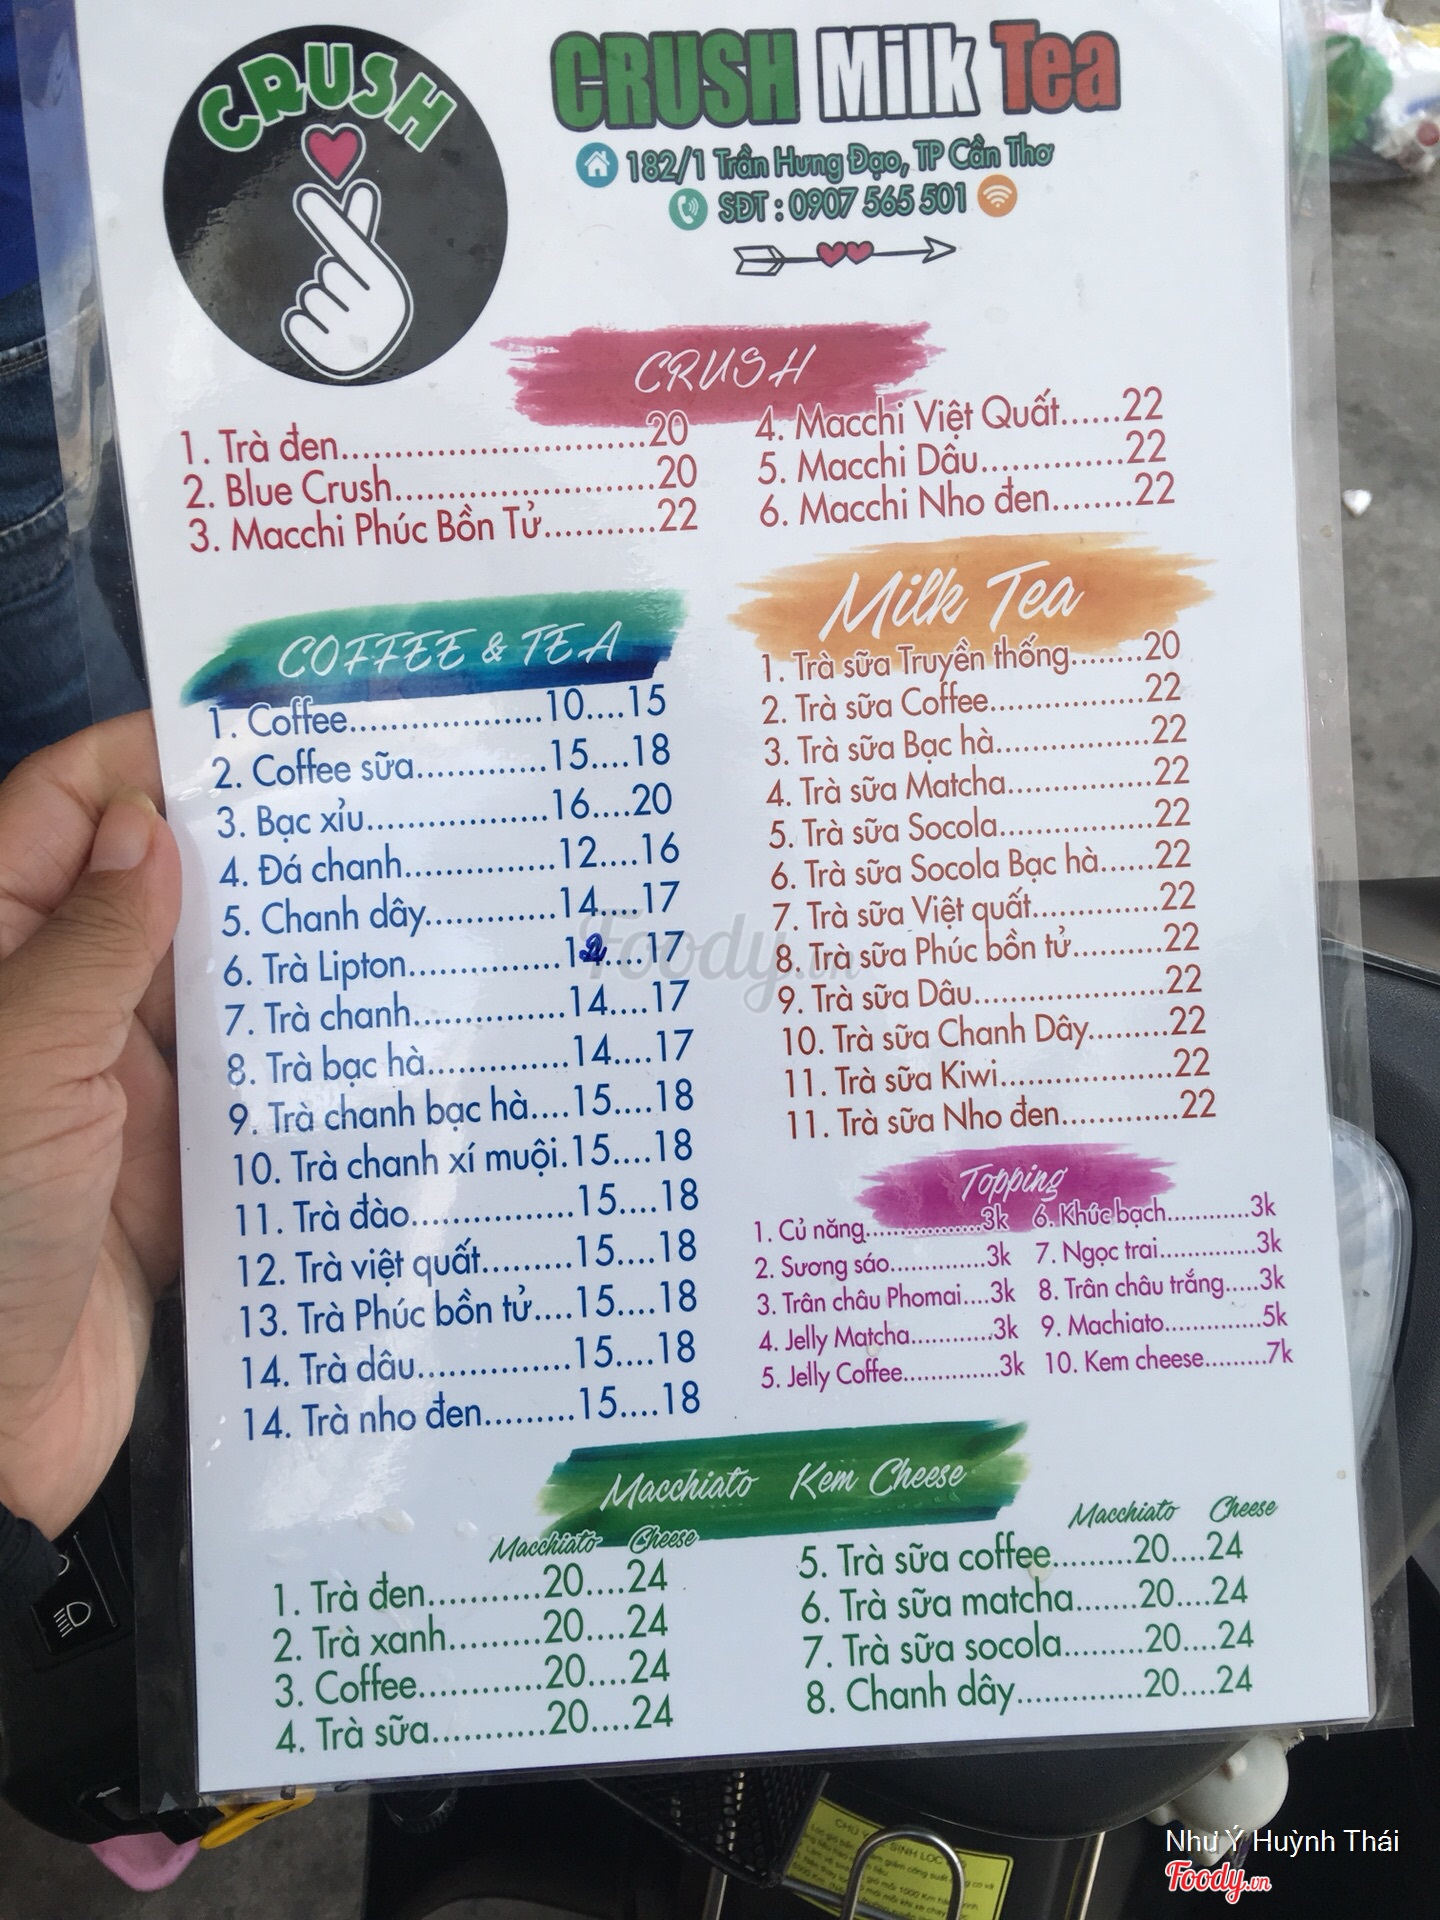 CRUSH
CRUSH Milk Tea
182/1 Trần Hưng Đạo, TP Cần Thơ
SĐT : 0907 565 501
CRUSH
1. Trà đen..............................20
2. Blue Crush.........................20
3. Macchi Phúc Bồn Tử..........22
4. Macchi Việt Quất......22
5. Macchi Dâu..............22
6. Macchi Nho đen........22
COFFEE & TEA
1. Coffee..................10....15
2. Coffee sữa.............15....18
3. Bạc xỉu.................16....20
4. Đá chanh..............12....16
5. Chanh dây............14....17
6. Trà Lipton.............12....17
7. Trà chanh..............14....17
8. Trà bạc hà.............14....17
9. Trà chanh bạc hà....15....18
10. Trà chanh xí muội.15....18
11. Trà đào...............15....18
12. Trà việt quất.........15....18
13. Trà Phúc bồn tử....15....18
14. Trà dâu...............15....18
14. Trà nho đen.........15....18
Milk Tea
1. Trà sữa Truyền thống........20
2. Trà sữa Coffee................22
3. Trà sữa Bạc hà................22
4. Trà sữa Matcha...............22
5. Trà sữa Socola................22
6. Trà sữa Socola Bạc hà......22
7. Trà sữa Việt quất.............22
8. Trà sữa Phúc bồn tử.........22
9. Trà sữa Dâu...................22
10. Trà sữa Chanh Dây.........22
11. Trà sữa Kiwi.................22
11. Trà sữa Nho đen............22
Topping
1. Củ năng.................3k
2. Sương sáo..............3k
3. Trân châu Phomai....3k
4. Jelly Matcha............3k
5. Jelly Coffee..............3k
6. Khúc bạch............3k
7. Ngọc trai..............3k
8. Trân châu trắng.....3k
9. Machiato..............5k
10. Kem cheese.........7k
Macchiato Kem Cheese
Macchiato Cheese
1. Trà đen...........20....24
2. Trà xanh.........20....24
3. Coffee............20....24
4. Trà sữa...........20....24
Macchiato Cheese
5. Trà sữa coffee.........20....24
6. Trà sữa matcha.......20....24
7. Trà sữa socola.........20....24
8. Chanh dây.............20....24
Foody.vn
Như Ý Huỳnh Thái
Foody.vn